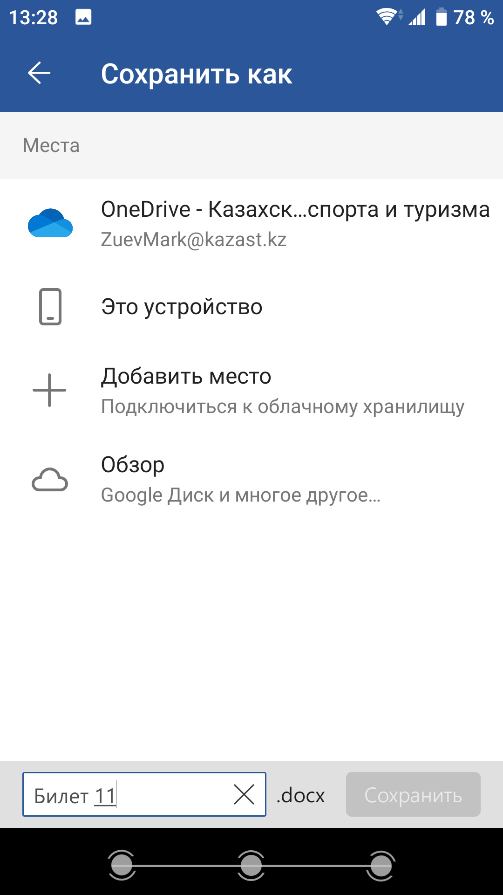 13:28 78 %
Сохранить как
Места
OneDrive - Казахск...спорта и туризма
ZuevMark@kazast.kz
Это устройство
Добавить место
Подключиться к облачному хранилищу
Обзор
Google Диск и многое другое...
Билет 11 .docx Сохранить